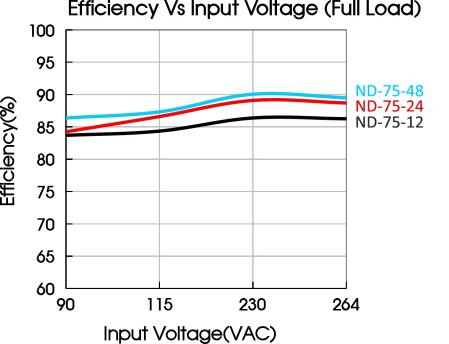 Efficiency Vs Input Voltage (Full Load)
100
95
90
85
80
75
70
65
60
Efficiency(%)
ND-75-48
ND-75-24
ND-75-12
90 115 230 264
Input Voltage(VAC)